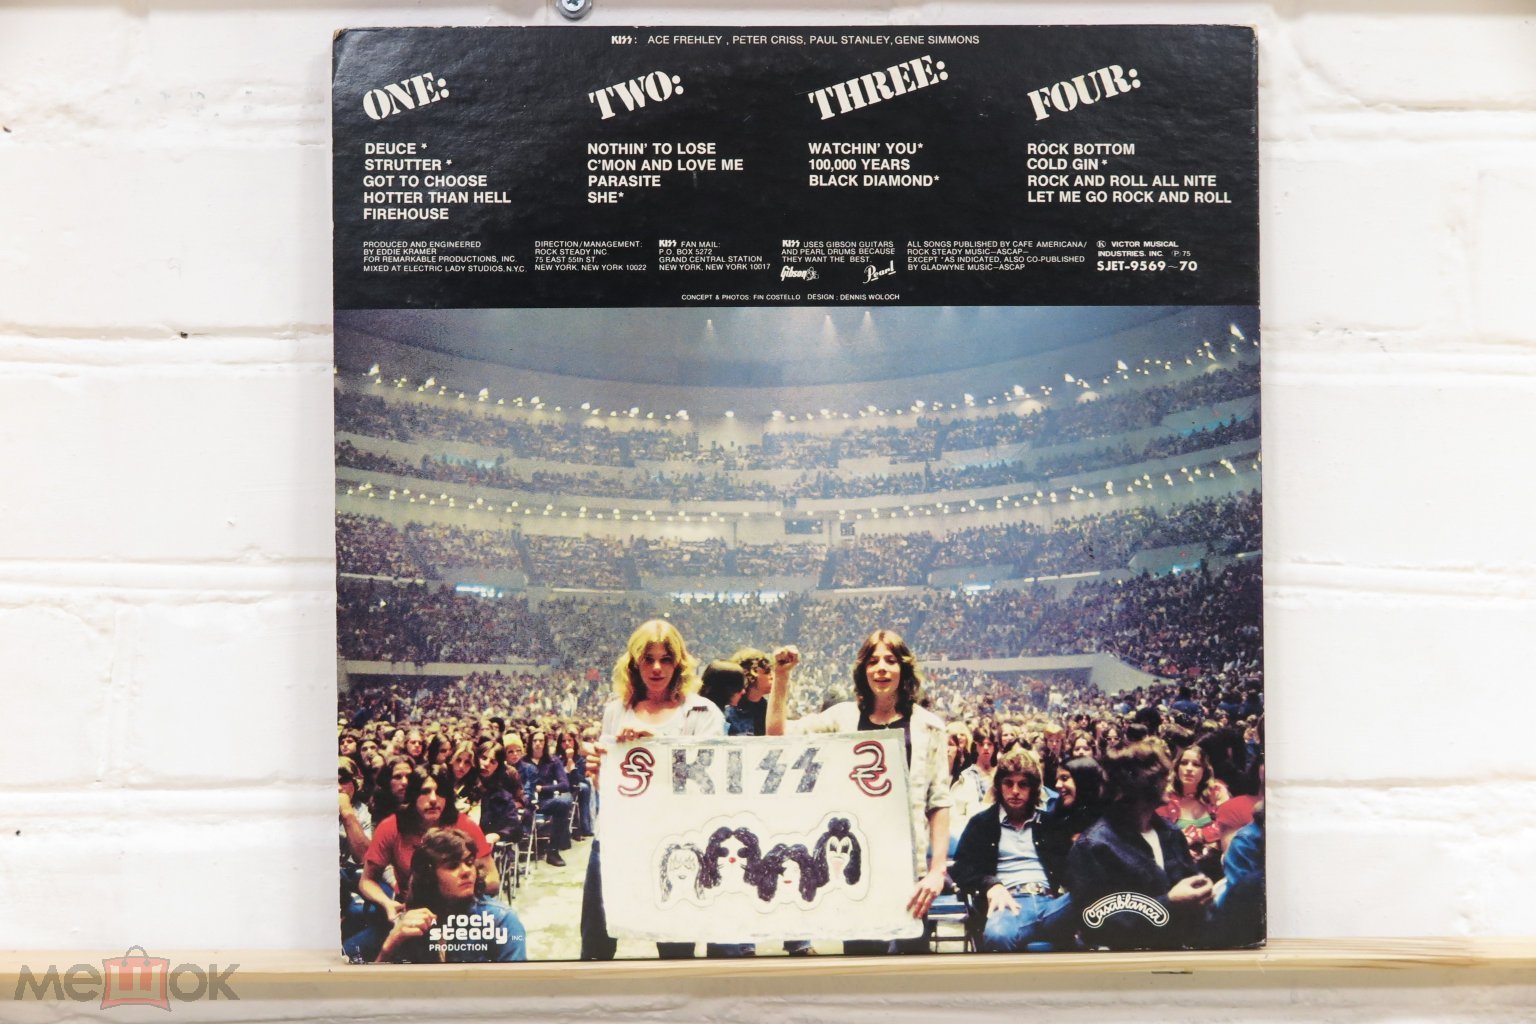 KISS: ACE FREHLEY, PETER CRISS, PAUL STANLEY, GENE SIMMONS
ONE:
DEUCE *
STRUTTER *
GOT TO CHOOSE
HOTTER THAN HELL
FIREHOUSE
TWO:
NOTHIN' TO LOSE
C'MON AND LOVE ME
PARASITE
SHE*
THREE:
WATCHIN' YOU*
100,000 YEARS
BLACK DIAMOND*
FOUR:
ROCK BOTTOM
COLD GIN*
ROCK AND ROLL ALL NITE
LET ME GO ROCK AND ROLL
PRODUCED AND ENGINEERED
BY EDDIE KRAMER
FOR REMARKABLE PRODUCTIONS, INC.
MIXED AT ELECTRIC LADY STUDIOS, N.Y.C.
DIRECTION/MANAGEMENT:
ROCK STEADY INC.
75 EAST 55th ST.
NEW YORK, NEW YORK 10022
KISS FAN MAIL:
P.O. BOX 5272
GRAND CENTRAL STATION
NEW YORK, NEW YORK 10017
KISS USES GIBSON GUITARS
AND PEARL DRUMS BECAUSE
THEY WANT THE BEST.
Gibson Pearl
ALL SONGS PUBLISHED BY CAFE AMERICANA/
ROCK STEADY MUSIC—ASCAP—
EXCEPT *AS INDICATED, ALSO CO-PUBLISHED
BY GLADWYNE MUSIC—ASCAP
Ⓚ VICTOR MUSICAL
INDUSTRIES, INC. Ⓟ 75
SJET-9569~70
CONCEPT & PHOTOS: FIN COSTELLO DESIGN: DENNIS WOLOCH
KISS
A rock
steady INC.
PRODUCTION
Casablanca
мешок